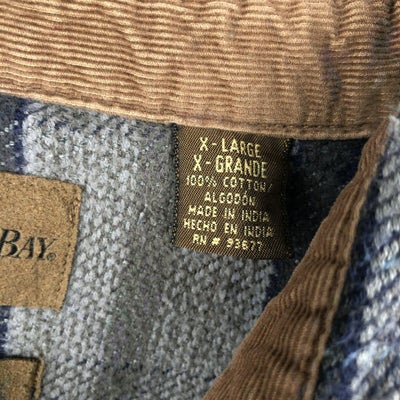 X - LARGE
X - GRANDE
100% COTTON/
ALGODÓN
MADE IN INDIA
HECHO EN INDIA
RN # 93677
BAY®